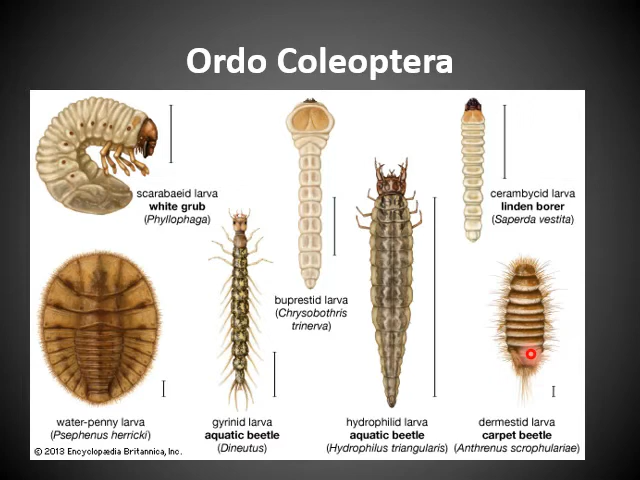 Ordo Coleoptera
scarabaeid larva
white grub
(Phyllophaga)
cerambycid larva
linden borer
(Saperda vestita)
buprestid larva
(Chrysobothris
trinerva)
water-penny larva
(Psephenus herricki)
gyrinid larva
aquatic beetle
(Dineutus)
hydrophilid larva
aquatic beetle
(Hydrophilus triangularis)
dermestid larva
carpet beetle
(Anthrenus scrophulariae)
© 2013 Encyclopædia Britannica, Inc.